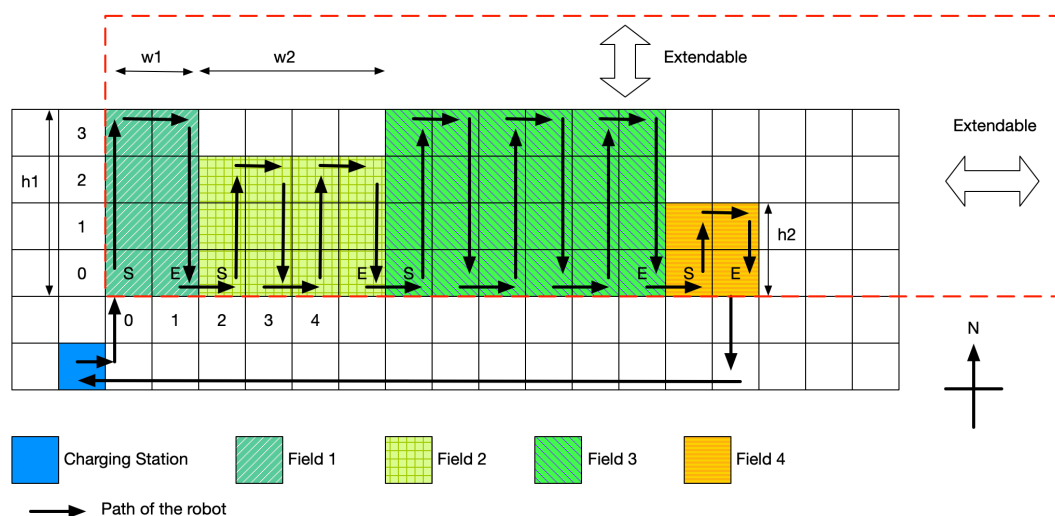 w1
w2
Extendable
Extendable
3
h1
2
1
h2
0
S
E
S
E
S
E
S
E
0
1
2
3
4
N
Charging Station
Field 1
Field 2
Field 3
Field 4
Path of the robot